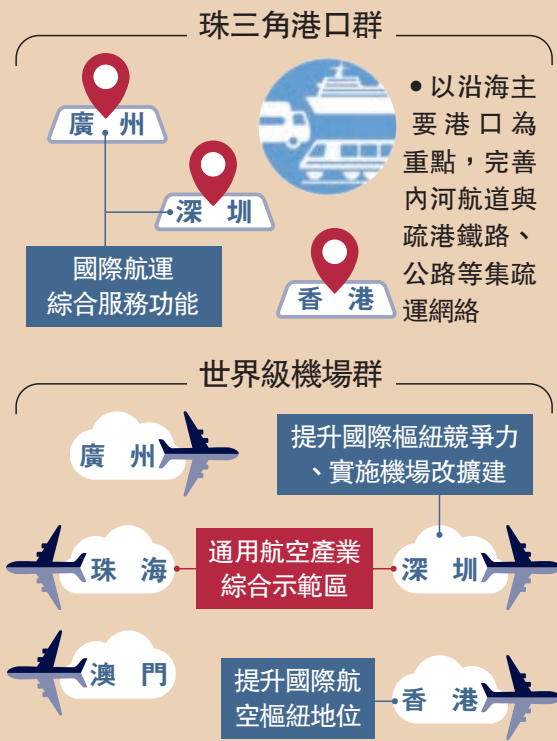 珠三角港口群
廣州
深圳
國際航運
綜合服務功能
香港
•以沿海主
要港口為
重點，完善
內河航道與
疏港鐵路、
公路等集疏
運網絡
世界級機場群
廣州
提升國際樞紐競爭力
、實施機場改擴建
珠海
通用航空產業
綜合示範區
深圳
澳門
提升國際航
空樞紐地位
香港